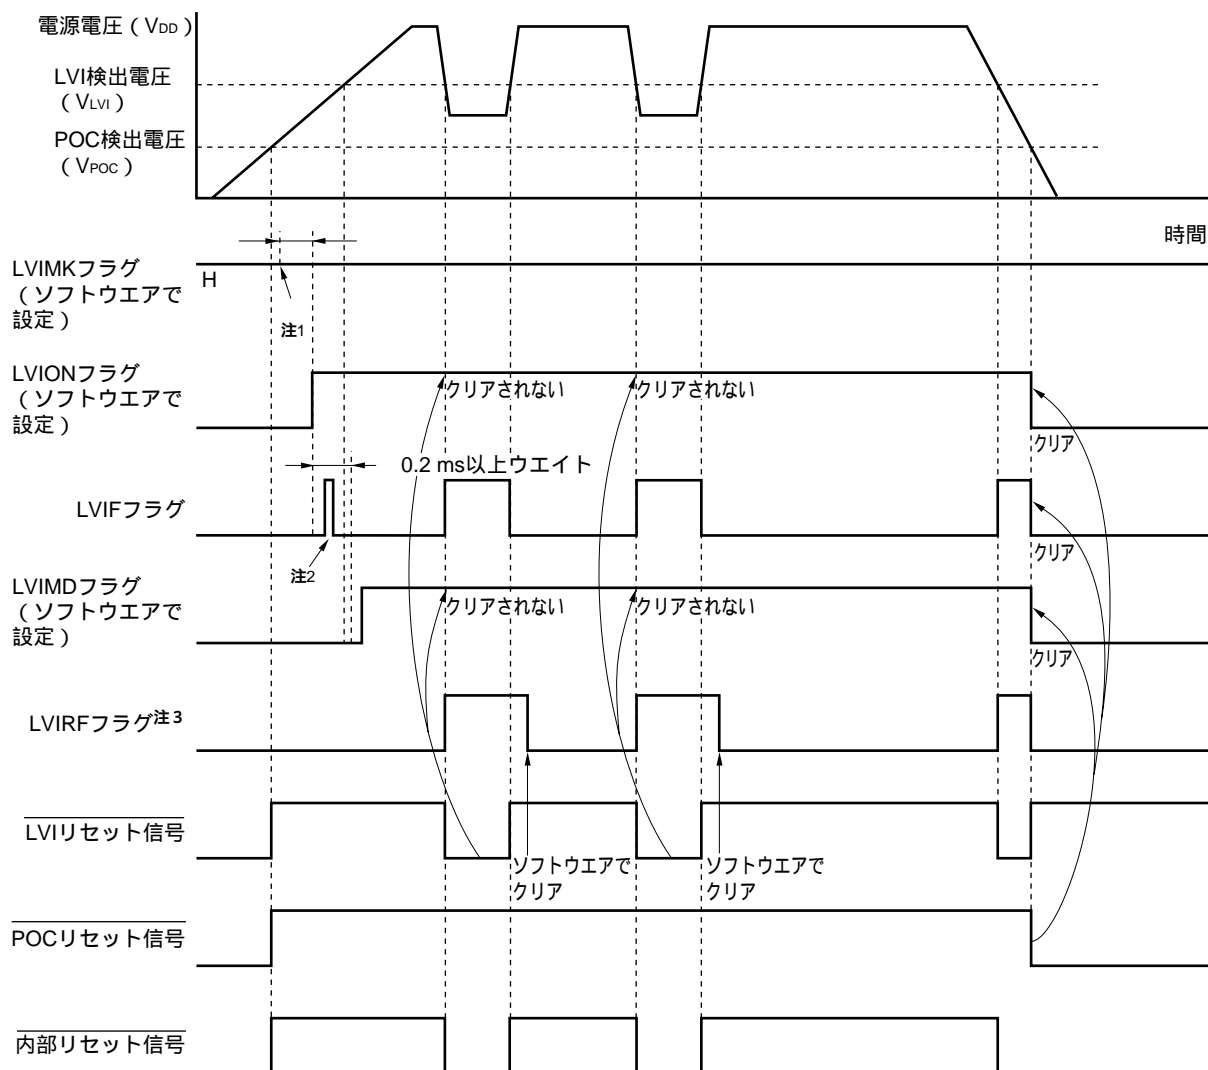 電源電圧（VDD）
LVI検出電圧
（VLVI）
POC検出電圧
（VPOC）
時間
LVIMKフラグ
（ソフトウエアで
設定）
H
注1
LVIONフラグ
（ソフトウエアで
設定）
クリアされない
クリアされない
クリア
0.2 ms以上ウエイト
LVIFフラグ
注2
クリア
LVIMDフラグ
（ソフトウエアで
設定）
クリアされない
クリアされない
クリア
LVIRFフラグ注3
LVIリセット信号
ソフトウエアで
クリア
ソフトウエアで
クリア
POCリセット信号
内部リセット信号